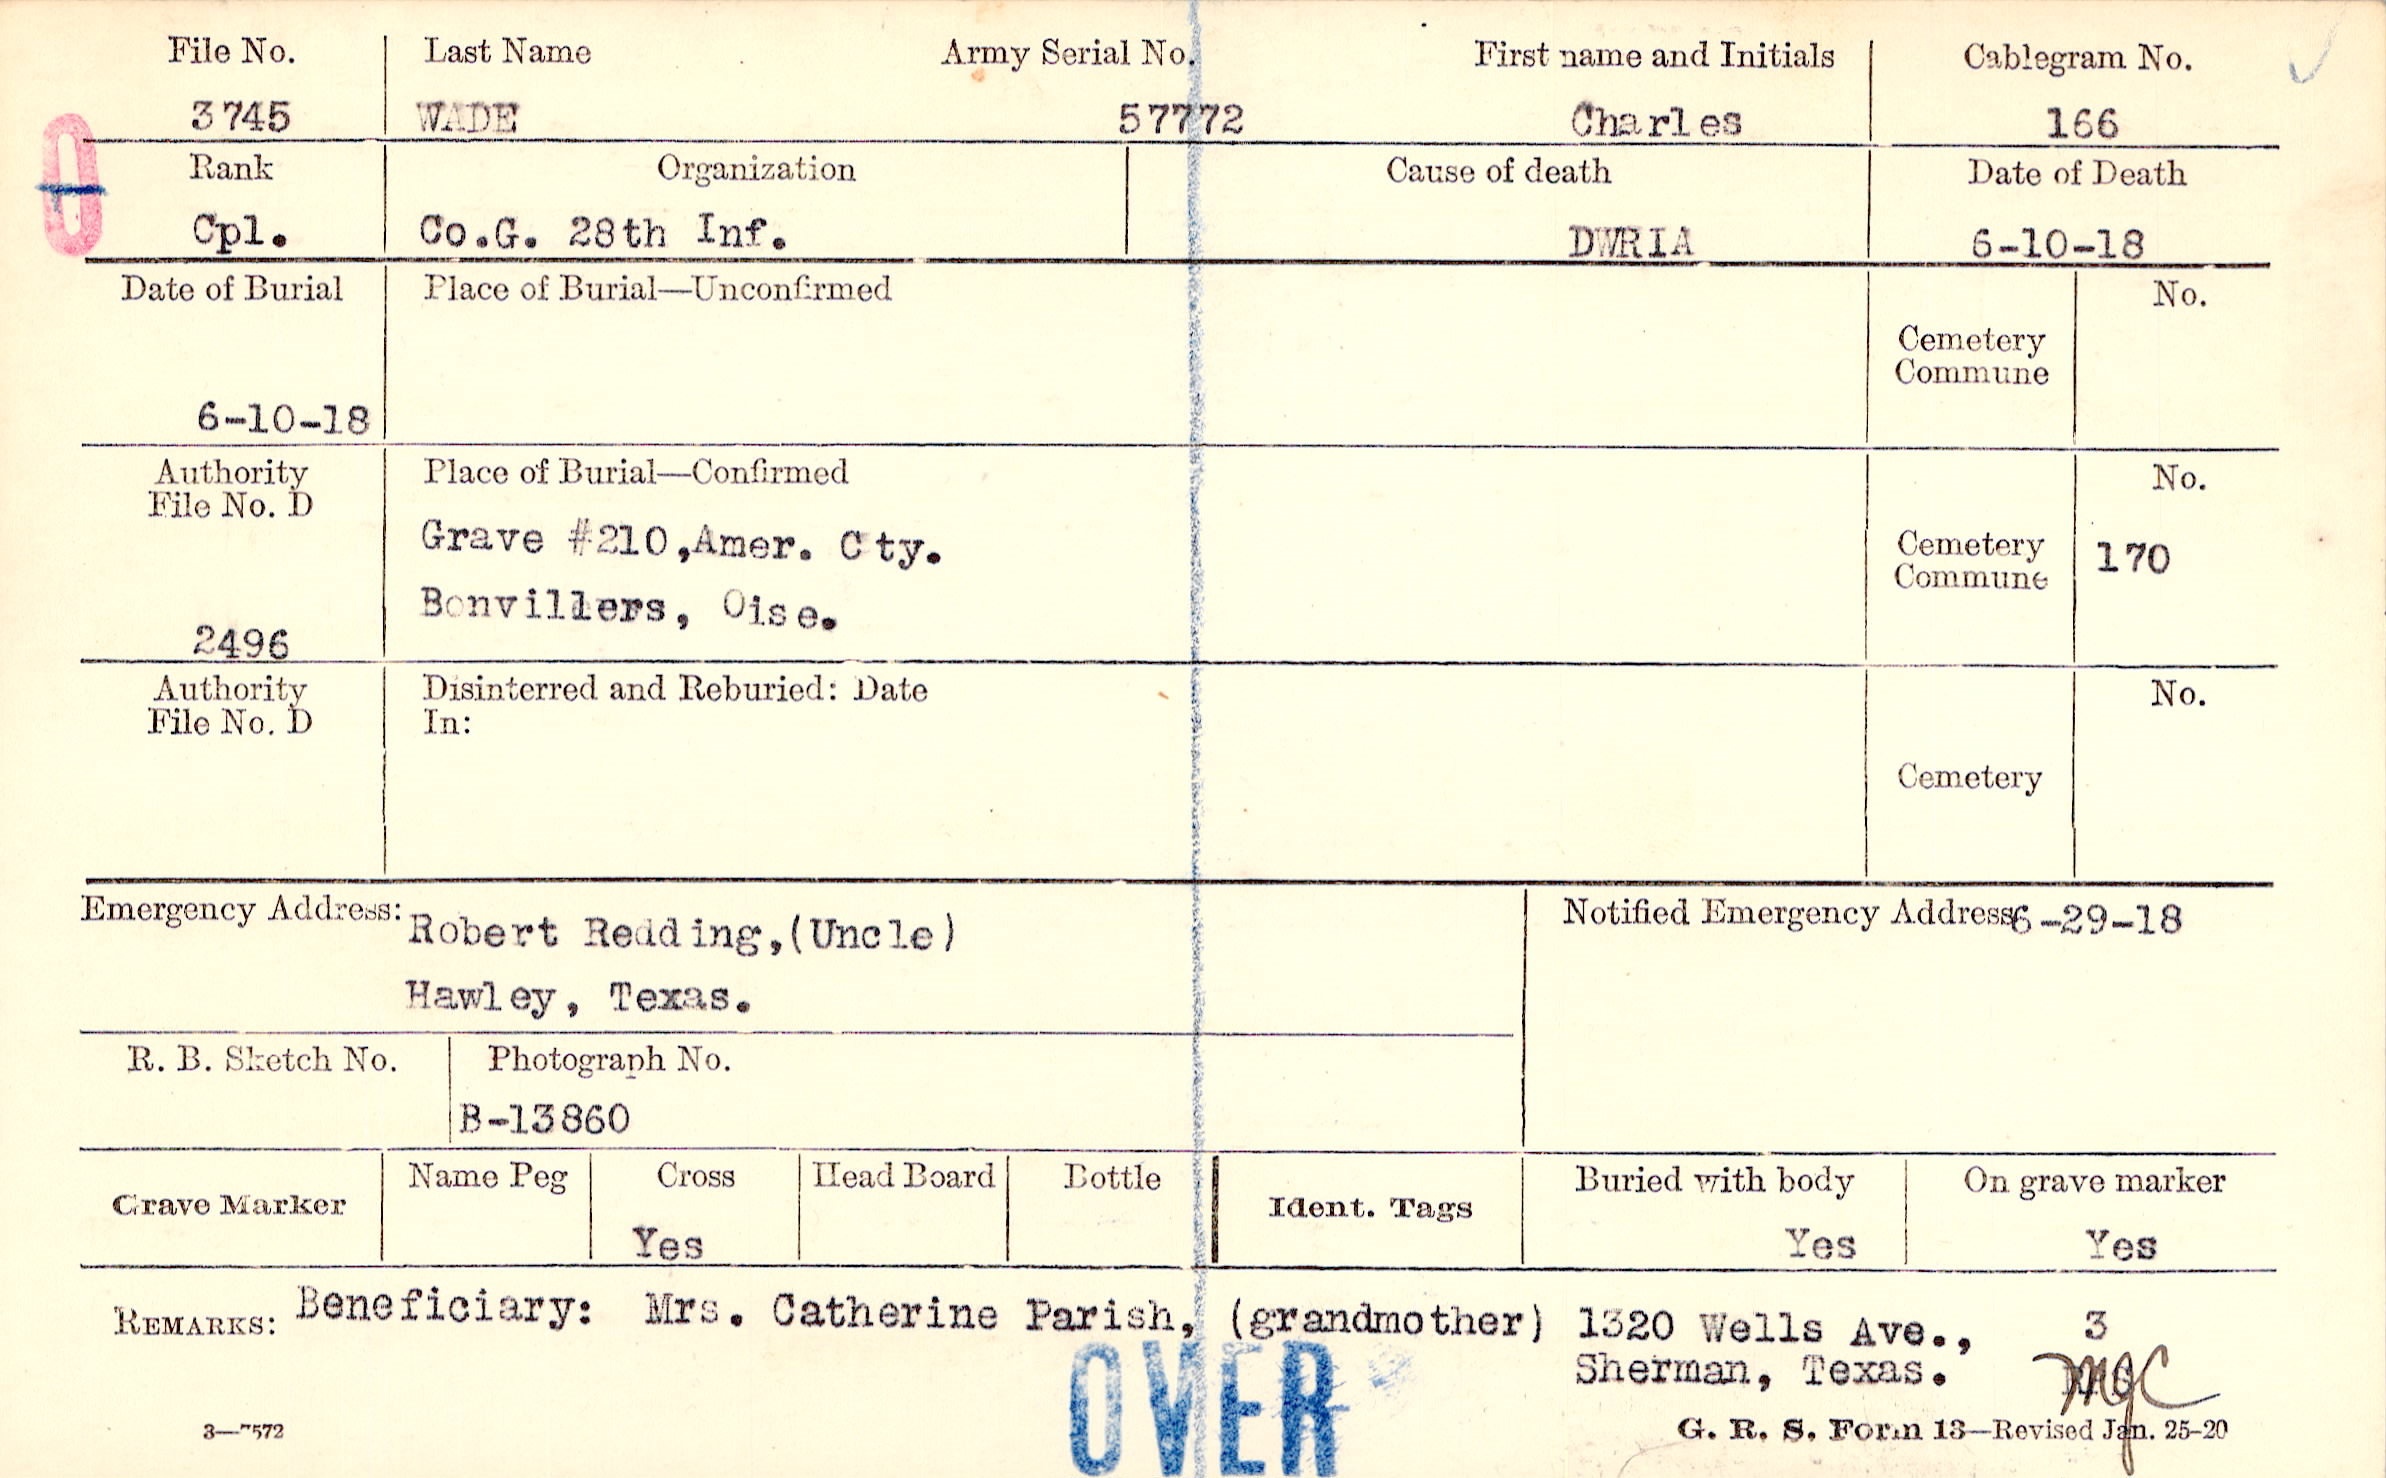 File No. Last Name Army Serial No. First name and Initials Cablegram No.
3745 WADE 57772 Charles 166
Rank Organization Cause of death Date of Death
Cpl. Co.G. 28th Inf. DWRIA 6-10-18
Date of Burial Place of Burial—Unconfirmed No.
Cemetery
Commune
6-10-18
Authority Place of Burial—Confirmed No.
File No. D
Grave #210,Amer. Cty. Cemetery 170
Commune
Bonvillers, Oise.
2496
Authority Disinterred and Reburied: Date No.
File No. D In:
Cemetery
Emergency Address: Robert Redding,(Uncle) Notified Emergency Address 6-29-18
Hawley, Texas.
R. B. Sketch No. Photograph No.
B-13860
Grave Marker Name Peg Cross Head Board Bottle Ident. Tags Buried with body On grave marker
Yes Yes Yes
REMARKS: Beneficiary: Mrs. Catherine Parish, (grandmother) 1320 Wells Ave., 3
Sherman, Texas.
OVER
MGC
3—7572 G. R. S. Form 13—Revised Jan. 25-20